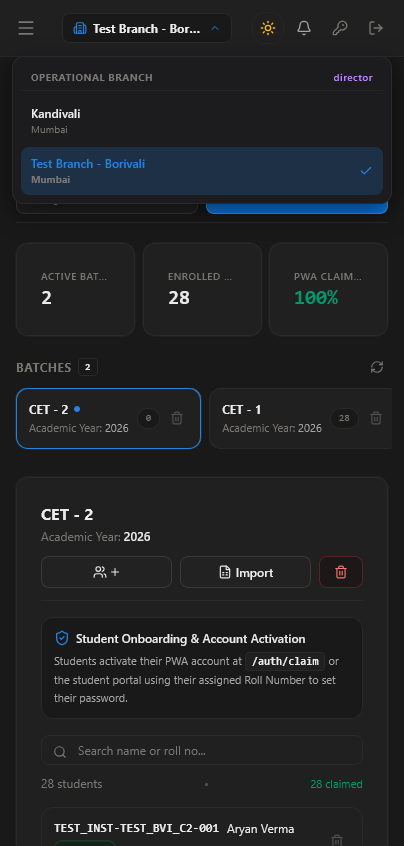 Test Branch - Bor...
OPERATIONAL BRANCH
director
Kandivali
Mumbai
Test Branch - Borivali
Mumbai
ACTIVE BAT...
2
ENROLLED ...
28
PWA CLAIM...
100%
BATCHES 2
CET - 2
Academic Year: 2026
0
CET - 1
Academic Year: 2026
28
CET - 2
Academic Year: 2026
+
Import
Student Onboarding & Account Activation
Students activate their PWA account at /auth/claim or
the student portal using their assigned Roll Number to set
their password.
Search name or roll no...
28 students
•
28 claimed
TEST_INST-TEST_BVI_C2-001 Aryan Verma